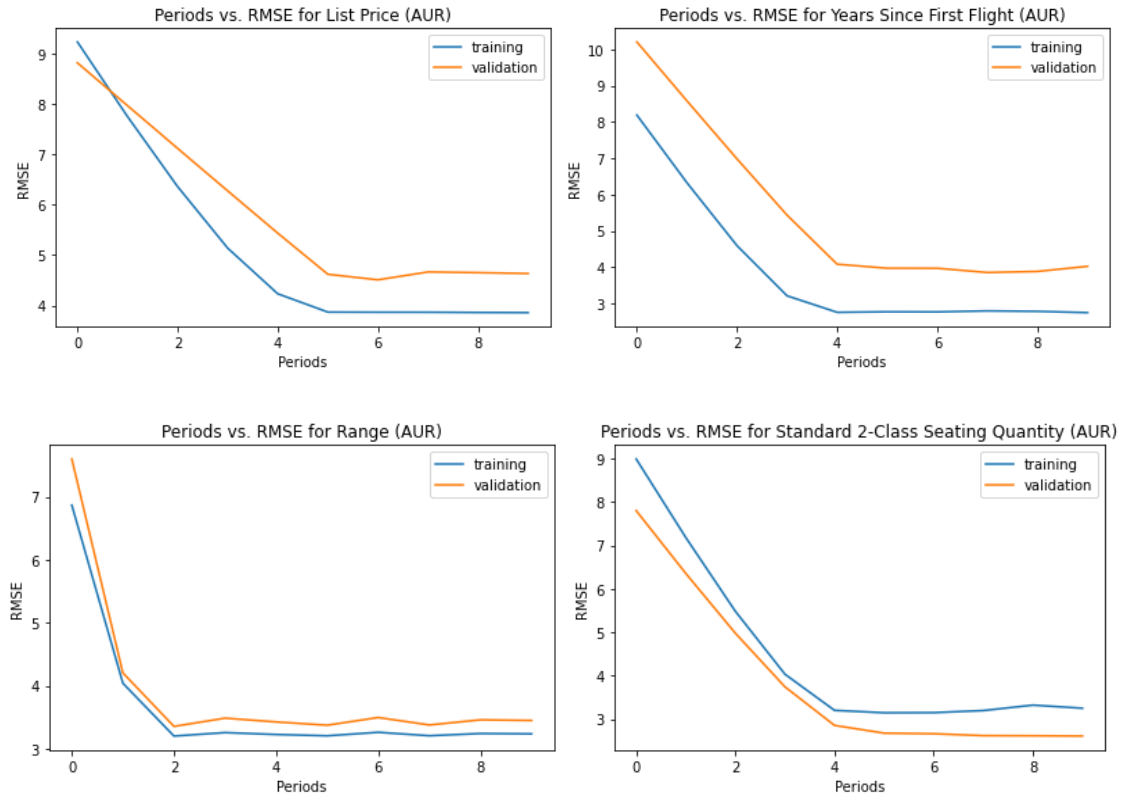 Periods vs. RMSE for List Price (AUR)
training
validation
9
8
7
6
5
4
RMSE
0 2 4 6 8
Periods
Periods vs. RMSE for Years Since First Flight (AUR)
training
validation
10
9
8
7
6
5
4
3
RMSE
0 2 4 6 8
Periods
Periods vs. RMSE for Range (AUR)
training
validation
7
6
5
4
3
RMSE
0 2 4 6 8
Periods
Periods vs. RMSE for Standard 2-Class Seating Quantity (AUR)
training
validation
9
8
7
6
5
4
3
RMSE
0 2 4 6 8
Periods